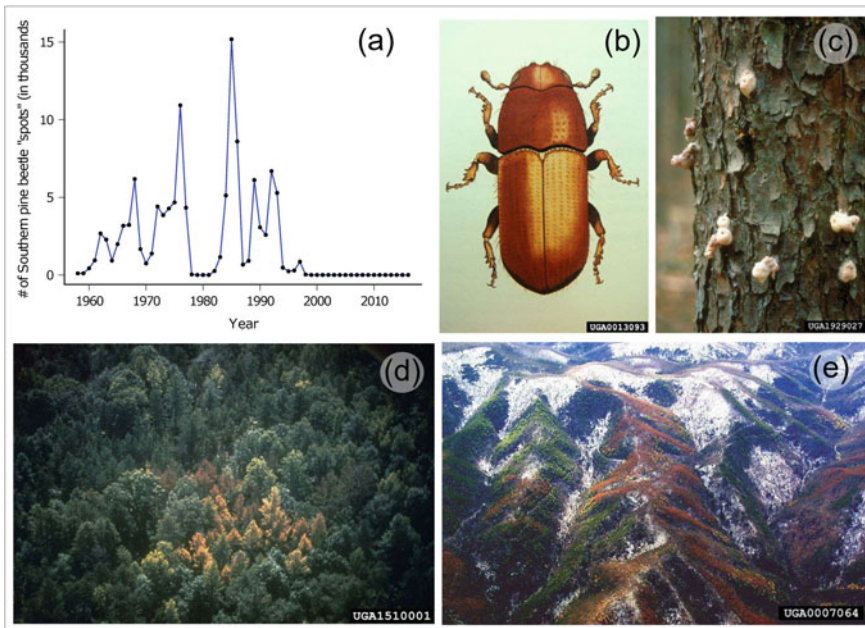 (a)
# of Southern pine beetle "spots" (in thousands
15
10
5
0
1960
1970
1980
1990
2000
2010
Year
(b)
UGA0013093
(c)
UGA1929027
(d)
UGA1510001
(e)
UGA0007064